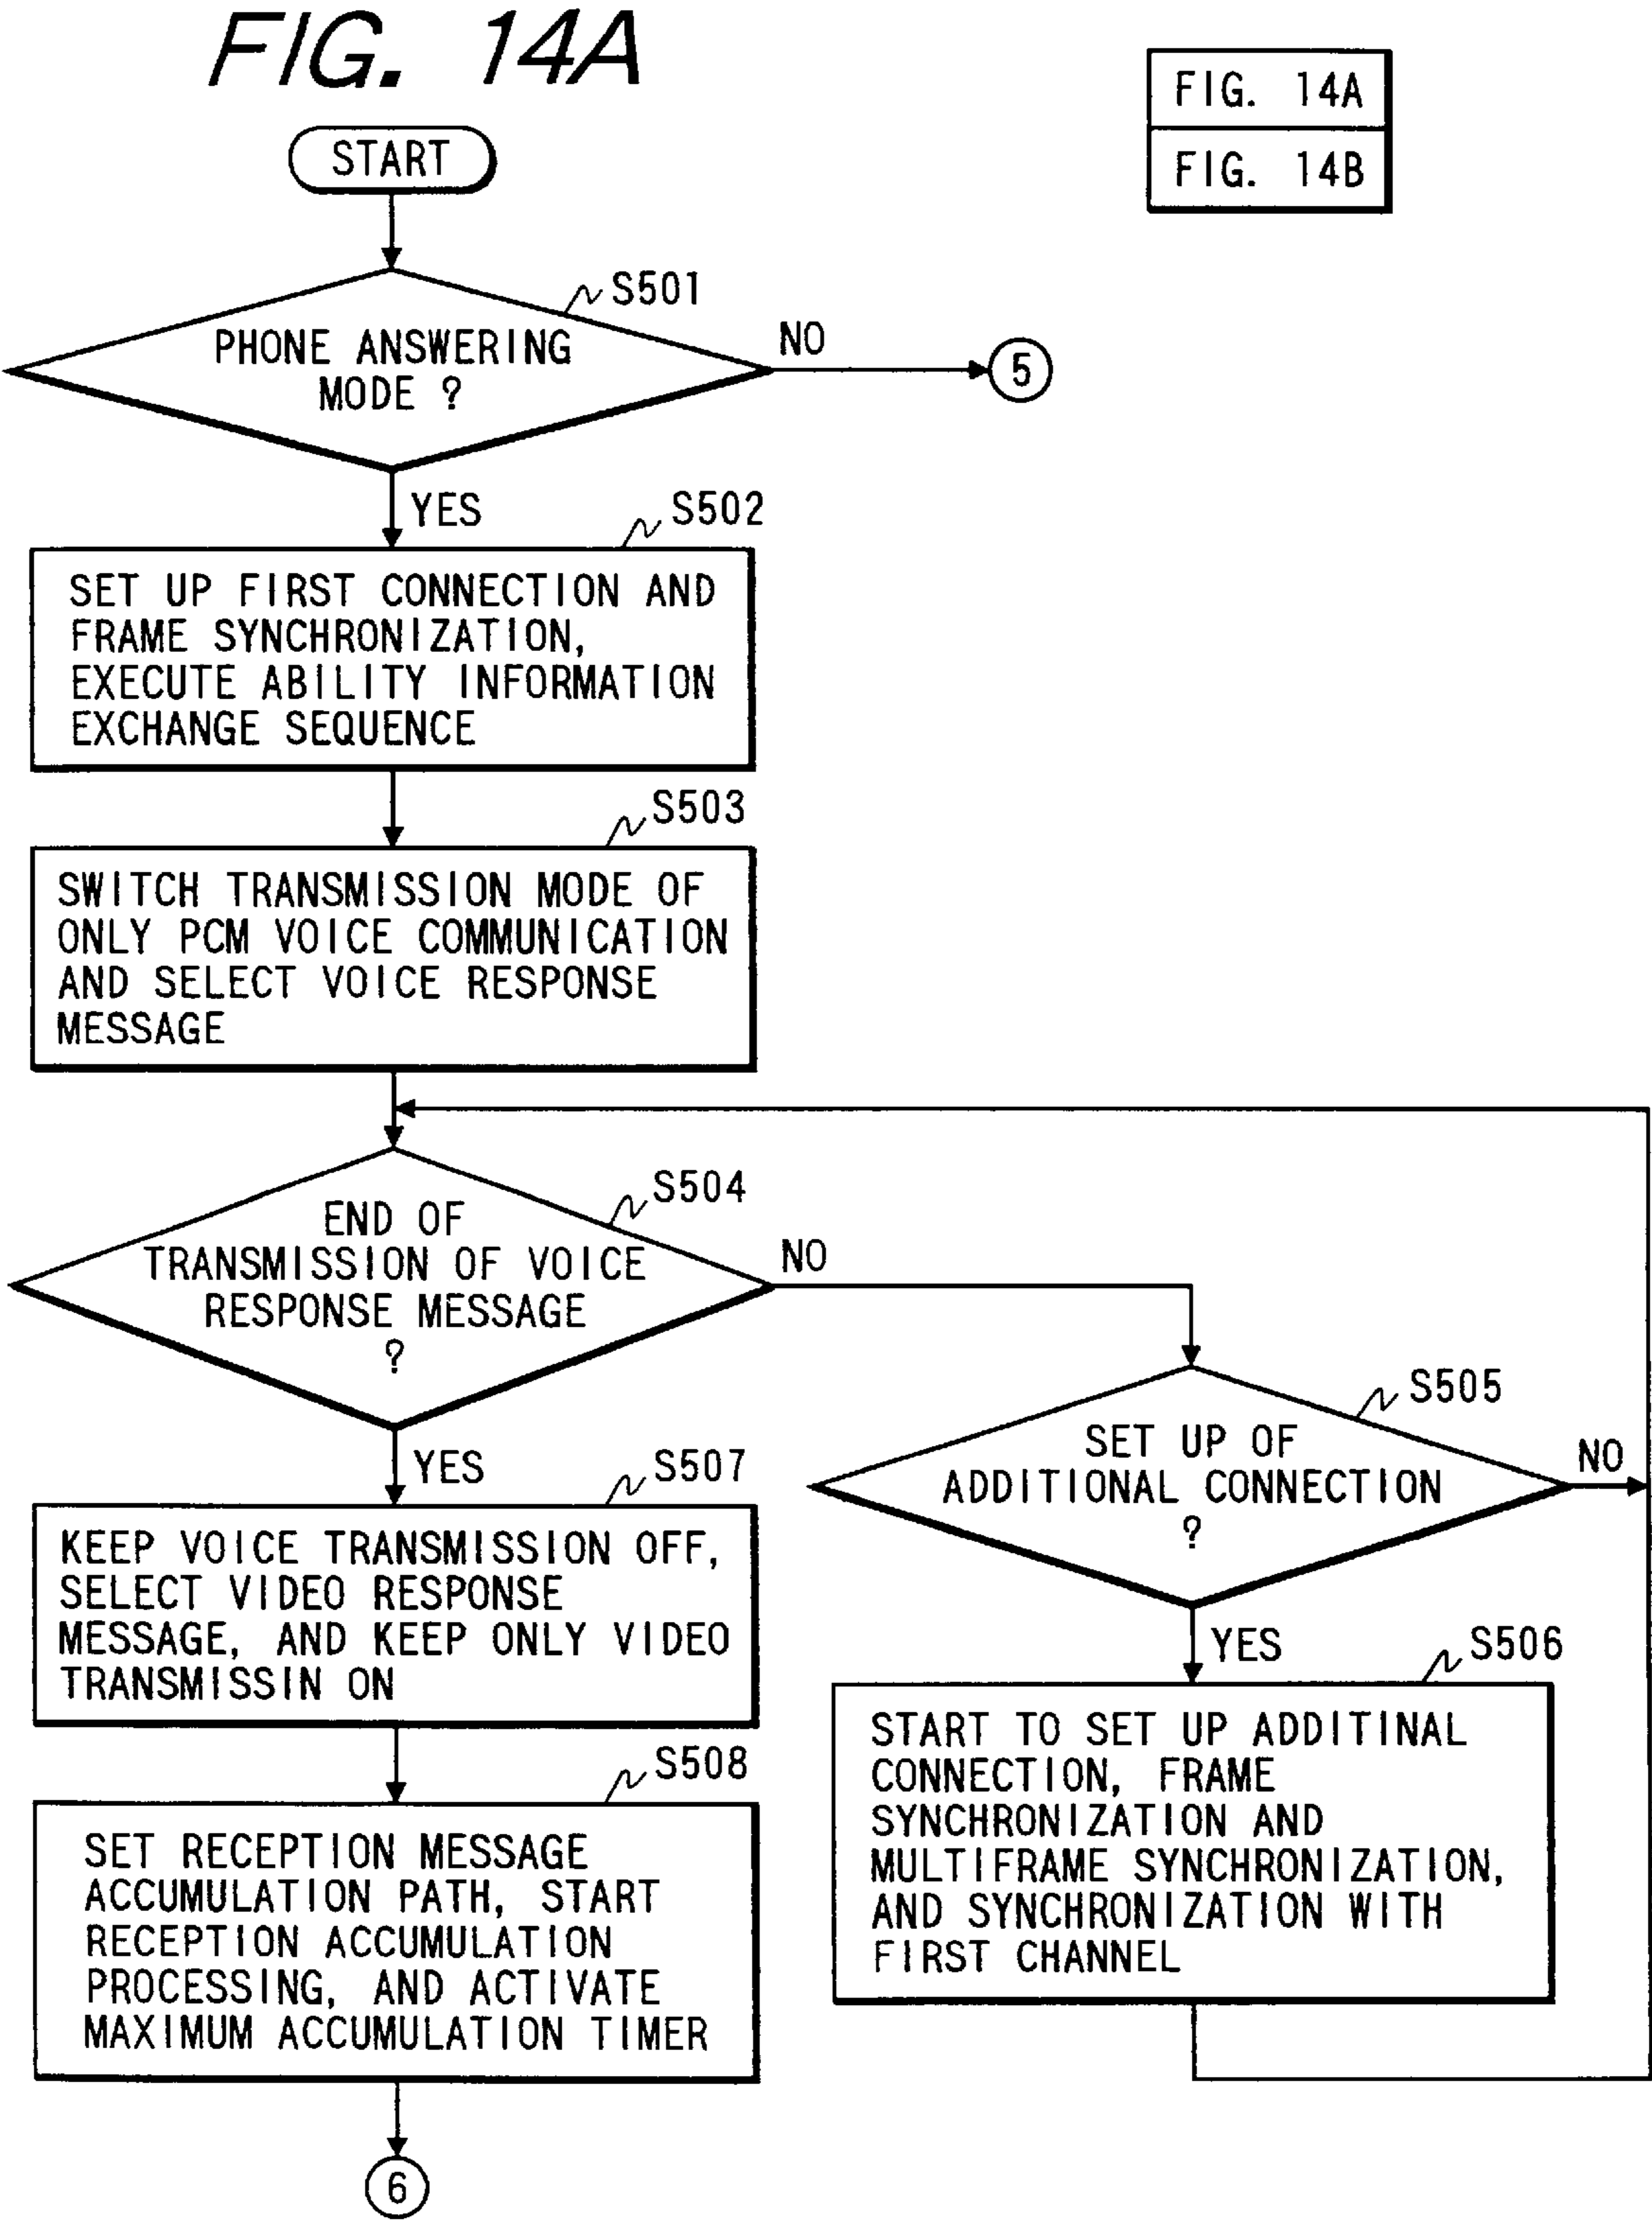 FIG. 14A
FIG. 14A
FIG. 14B
START
S501
PHONE ANSWERING
MODE ?
NO
5
YES
S502
SET UP FIRST CONNECTION AND
FRAME SYNCHRONIZATION,
EXECUTE ABILITY INFORMATION
EXCHANGE SEQUENCE
S503
SWITCH TRANSMISSION MODE OF
ONLY PCM VOICE COMMUNICATION
AND SELECT VOICE RESPONSE
MESSAGE
S504
END OF
TRANSMISSION OF VOICE
RESPONSE MESSAGE
?
NO
S505
SET UP OF
ADDITIONAL CONNECTION
?
NO
YES
S507
KEEP VOICE TRANSMISSION OFF,
SELECT VIDEO RESPONSE
MESSAGE, AND KEEP ONLY VIDEO
TRANSMISSIN ON
YES
S506
START TO SET UP ADDITINAL
CONNECTION, FRAME
SYNCHRONIZATION AND
MULTIFRAME SYNCHRONIZATION,
AND SYNCHRONIZATION WITH
FIRST CHANNEL
S508
SET RECEPTION MESSAGE
ACCUMULATION PATH, START
RECEPTION ACCUMULATION
PROCESSING, AND ACTIVATE
MAXIMUM ACCUMULATION TIMER
6